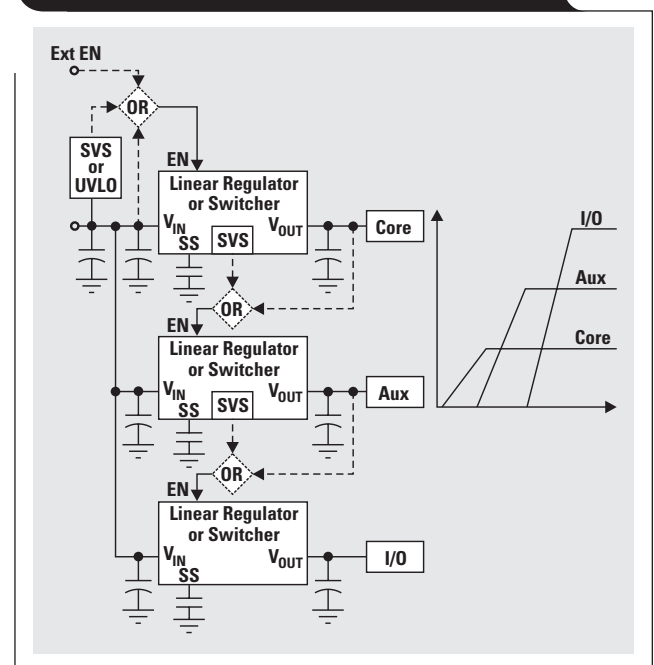 Ext EN
OR
SVS
or
UVLO
EN
Linear Regulator
or Switcher
VIN
SS
SVS
VOUT
Core
OR
EN
Linear Regulator
or Switcher
VIN
SS
SVS
VOUT
Aux
OR
EN
Linear Regulator
or Switcher
VIN
SS
VOUT
I/O
I/O
Aux
Core